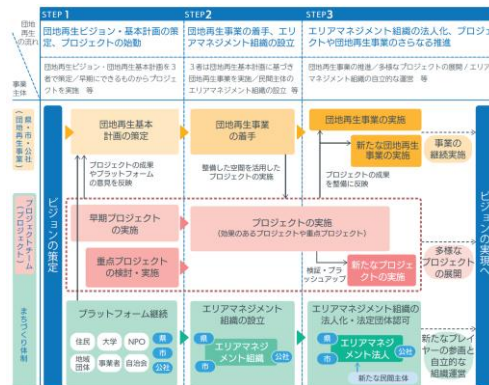 団地
再生
の流れ
事業
主体
STEP 1
団地再生ビジョン・基本計画の策
定、プロジェクトの始動
団地再生ビジョン・団地再生基本計画を3
者で策定／早期にできるものからプロジェ
クトを実施 等
STEP2
団地再生事業の着手、エリ
アマネジメント組織の設立
3者は団地再生基本計画に基づき
団地再生事業を実施／民間主体の
エリアマネジメント組織の設立 等
STEP3
エリアマネジメント組織の法人化、プロジェ
クトや団地再生事業のさらなる推進
団地再生事業の推進／多様なプロジェクトの展開／エリア
マネジメント組織の自立的な運営 等
県・市・公社
(団地再生事業)
プロジェクトチーム
(プロジェクト)
まちづくり体制
ビジョンの策定
団地再生基本
計画の策定
団地再生事業
の着手
団地再生事業の実施
新たな団地再生
事業の実施
事業の
継続実施
プロジェクトの成果
やプラットフォーム
の意見を反映
整備した空間を活用した
プロジェクトの実施
プロジェクトの成果
を整備に反映
早期プロジェクト
の実施
重点プロジェクト
の検討・実施
プロジェクトの実施
(効果のあるプロジェクトや重点プロジェクト)
検証・ブラ
ッシュアップ
新たなプロジェ
クトの実施
多様な
プロジェクト
の展開
プラットフォーム継続
住民
大学
NPO
地域
団体
事業者
自治会
県
市
公社
エリアマネジメント
組織の設立
県
市
エリアマネジ
メント組織
公社
エリアマネジメント組織の
法人化・法定団体認可
県
市
エリアマネジ
メント法人
公社
新たな民間主体
新たなプレイ
ヤーの参画と
自立的な
組織運営
ビジョンの実現へ